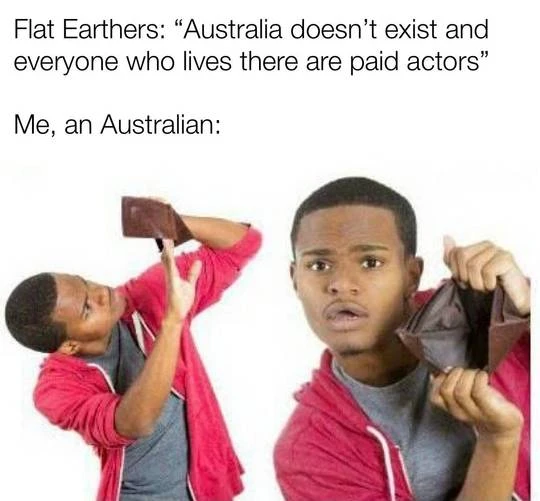 Flat Earthers: “Australia doesn’t exist and
everyone who lives there are paid actors”
Me, an Australian: